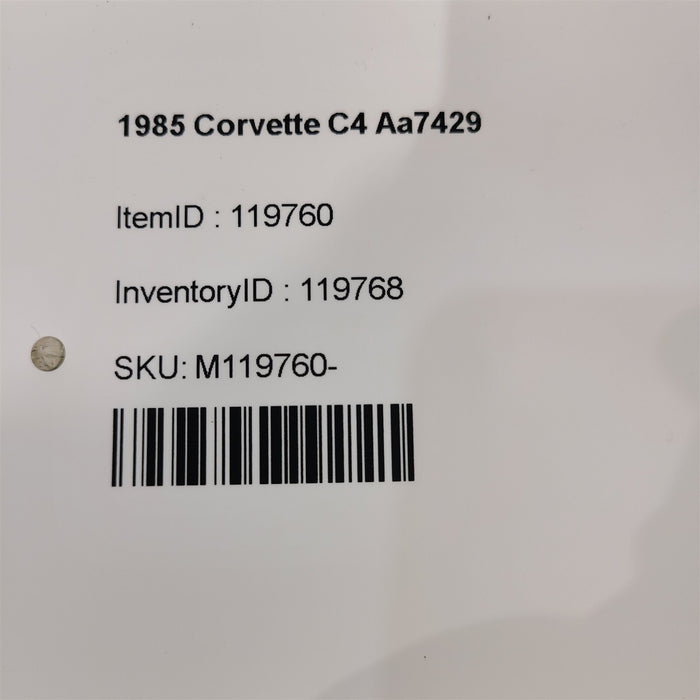 1985 Corvette C4 Aa7429
ItemID : 119760
InventoryID : 119768
SKU: M119760-